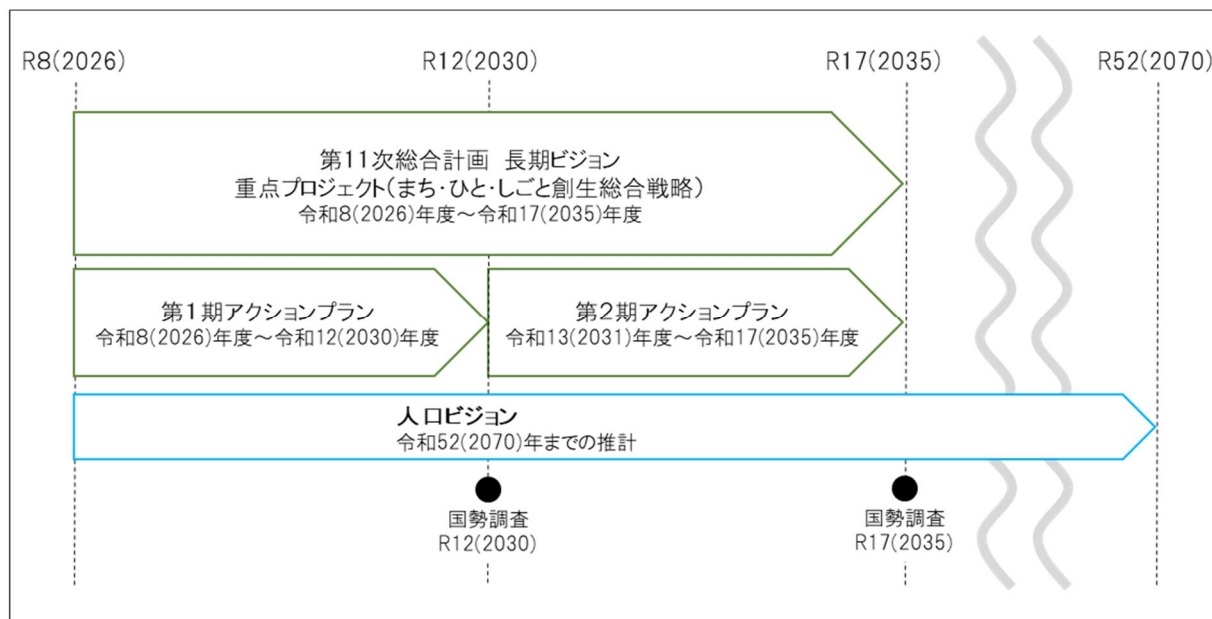 R8(2026)
R12(2030)
R17(2035)
R52(2070)
第11次総合計画　長期ビジョン
重点プロジェクト(まち・ひと・しごと創生総合戦略)
令和8(2026)年度～令和17(2035)年度
第1期アクションプラン
令和8(2026)年度～令和12(2030)年度
第2期アクションプラン
令和13(2031)年度～令和17(2035)年度
人口ビジョン
令和52(2070)年までの推計
国勢調査
R12(2030)
国勢調査
R17(2035)